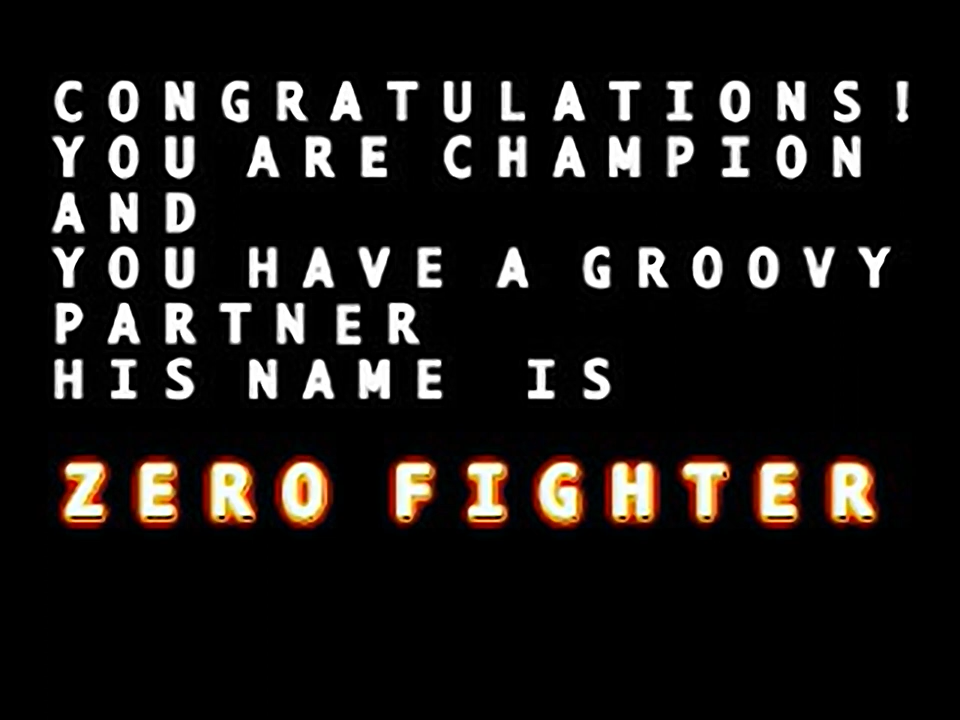 CONGRATULATIONS!
YOU ARE CHAMPION
AND
YOU HAVE A GROOVY
PARTNER
HIS NAME IS
ZERO FIGHTER